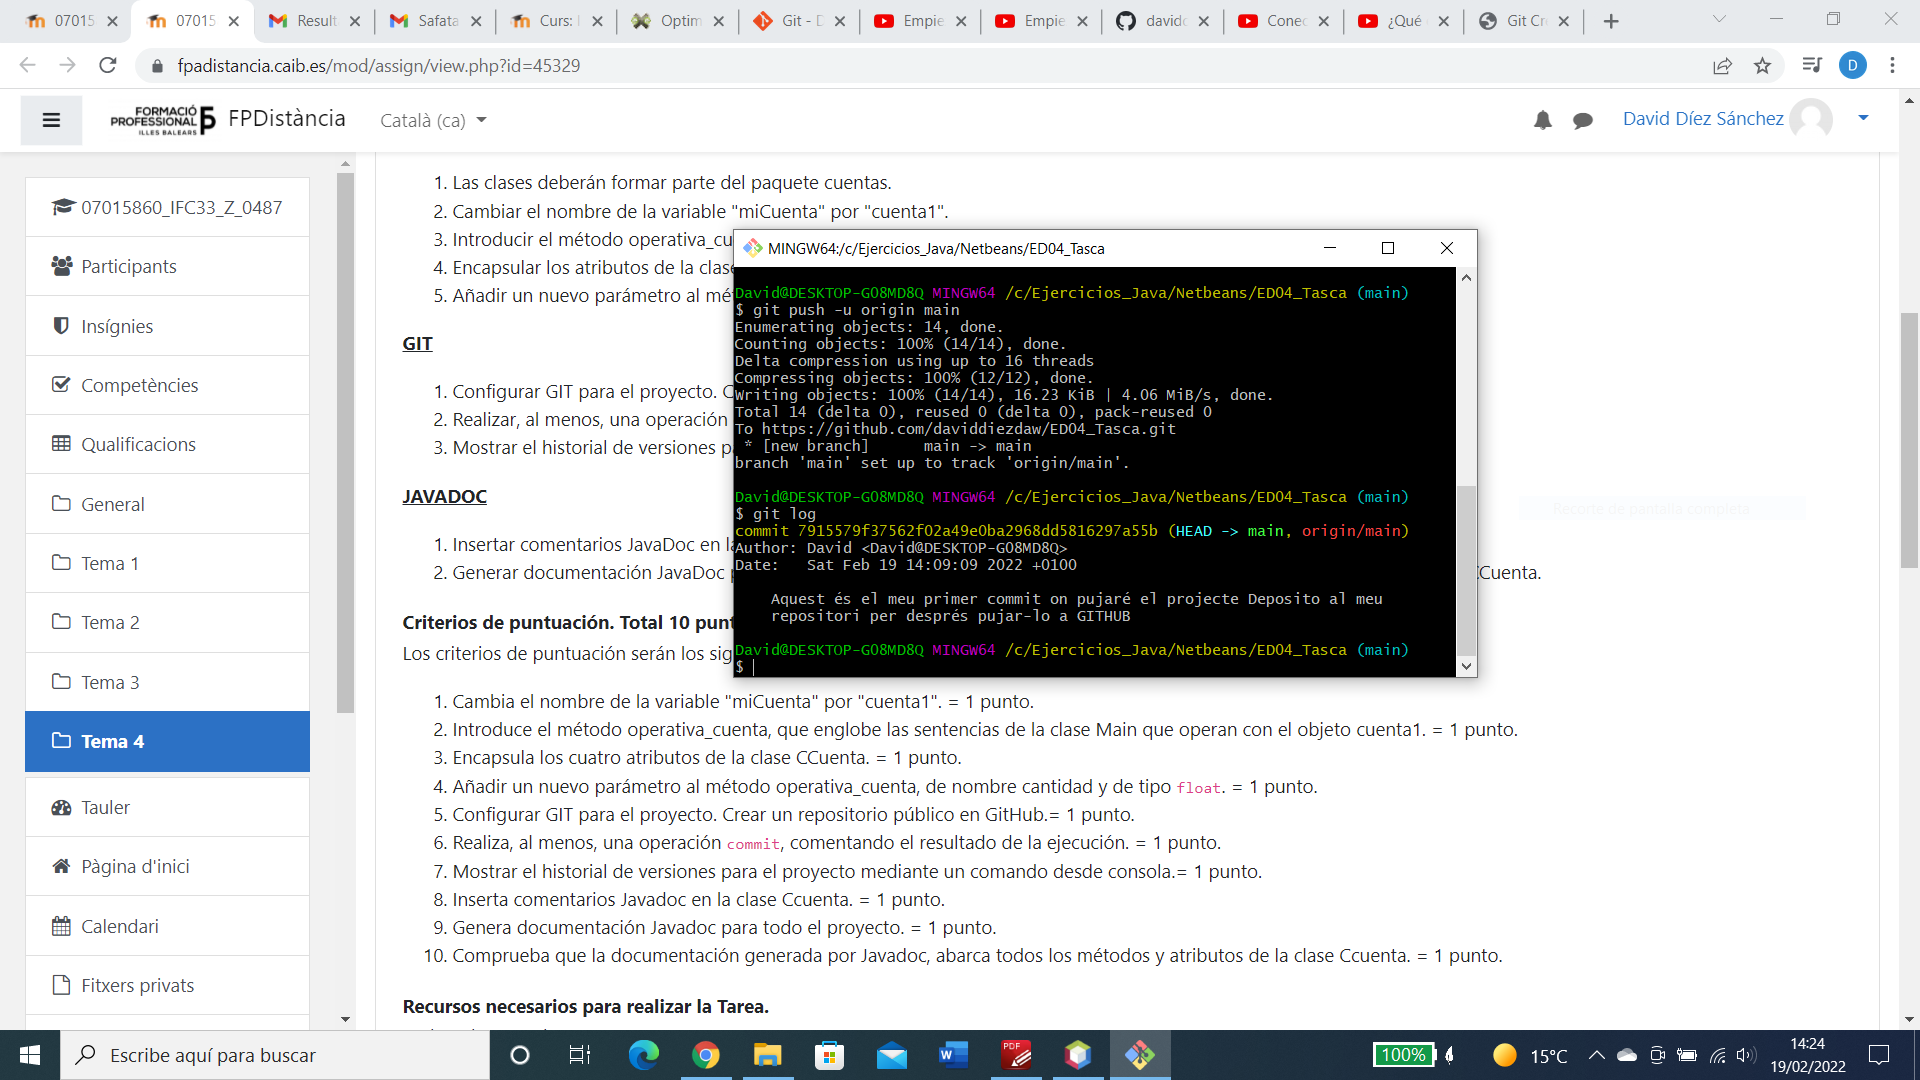 07015
07015
Result
Safata
Curs: 
Optim
Git - D
Empie
Empie
davidd
Conec
¿Qué
Git Cr
fpadistancia.caib.es/mod/assign/view.php?id=45329
D
FORMACIÓ
PROFESSIONAL
ILLES BALEARS
FPDistància
Català (ca)
David Díez Sánchez
07015860_IFC33_Z_0487
Participants
Insígnies
Competències
Qualificacions
General
Tema 1
Tema 2
Tema 3
Tema 4
Tauler
Pàgina d'inici
Calendari
Fitxers privats
1. Las clases deberán formar parte del paquete cuentas.
2. Cambiar el nombre de la variable "miCuenta" por "cuenta1".
3. Introducir el método operativa_cu
4. Encapsular los atributos de la clase
5. Añadir un nuevo parámetro al mé
GIT
1. Configurar GIT para el proyecto. C
2. Realizar, al menos, una operación
3. Mostrar el historial de versiones p
JAVADOC
1. Insertar comentarios JavaDoc en la
2. Generar documentación JavaDoc p
CCuenta.
Criterios de puntuación. Total 10 punt
Los criterios de puntuación serán los sig
1. Cambia el nombre de la variable "miCuenta" por "cuenta1". = 1 punto.
2. Introduce el método operativa_cuenta, que englobe las sentencias de la clase Main que operan con el objeto cuenta1. = 1 punto.
3. Encapsula los cuatro atributos de la clase CCuenta. = 1 punto.
4. Añadir un nuevo parámetro al método operativa_cuenta, de nombre cantidad y de tipo float. = 1 punto.
5. Configurar GIT para el proyecto. Crear un repositorio público en GitHub.= 1 punto.
6. Realiza, al menos, una operación commit, comentando el resultado de la ejecución. = 1 punto.
7. Mostrar el historial de versiones para el proyecto mediante un comando desde consola.= 1 punto.
8. Inserta comentarios Javadoc en la clase Ccuenta. = 1 punto.
9. Genera documentación Javadoc para todo el proyecto. = 1 punto.
10. Comprueba que la documentación generada por Javadoc, abarca todos los métodos y atributos de la clase Ccuenta. = 1 punto.
Recursos necesarios para realizar la Tarea.
MINGW64:/c/Ejercicios_Java/Netbeans/ED04_Tasca
David@DESKTOP-G08MD8Q MINGW64 /c/Ejercicios_Java/Netbeans/ED04_Tasca (main)
$ git push -u origin main
Enumerating objects: 14, done.
Counting objects: 100% (14/14), done.
Delta compression using up to 16 threads
Compressing objects: 100% (12/12), done.
Writing objects: 100% (14/14), 16.23 KiB | 4.06 MiB/s, done.
Total 14 (delta 0), reused 0 (delta 0), pack-reused 0
To https://github.com/daviddiezdaw/ED04_Tasca.git
* [new branch] main -> main
branch 'main' set up to track 'origin/main'.
David@DESKTOP-G08MD8Q MINGW64 /c/Ejercicios_Java/Netbeans/ED04_Tasca (main)
$ git log
commit 7915579f37562f02a49e0ba2968dd5816297a55b (HEAD -> main, origin/main)
Author: David <David@DESKTOP-G08MD8Q>
Date: Sat Feb 19 14:09:09 2022 +0100
Aquest és el meu primer commit on pujaré el projecte Deposito al meu
repositori per després pujar-lo a GITHUB
David@DESKTOP-G08MD8Q MINGW64 /c/Ejercicios_Java/Netbeans/ED04_Tasca (main)
$
Recorte de pantalla completa
Escribe aquí para buscar
PDF
100%
15°C
14:24
19/02/2022